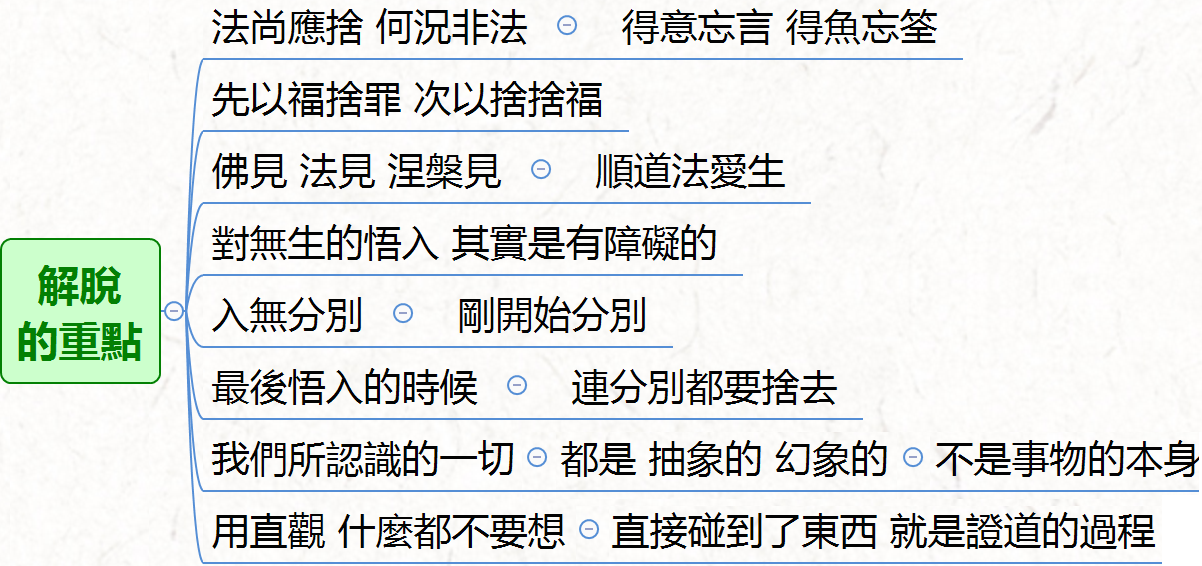 法尚應捨 何況非法 得意忘言 得魚忘筌
先以福捨罪 次以捨捨福
佛見 法見 涅槃見 順道法愛生
對無生的悟入 其實是有障礙的
解脫
的重點
入無分別 剛開始分別
最後悟入的時候 連分別都要捨去
我們所認識的一切 都是 抽象的 幻象的 不是事物的本身
用直觀 什麼都不要想 直接碰到了東西 就是證道的過程